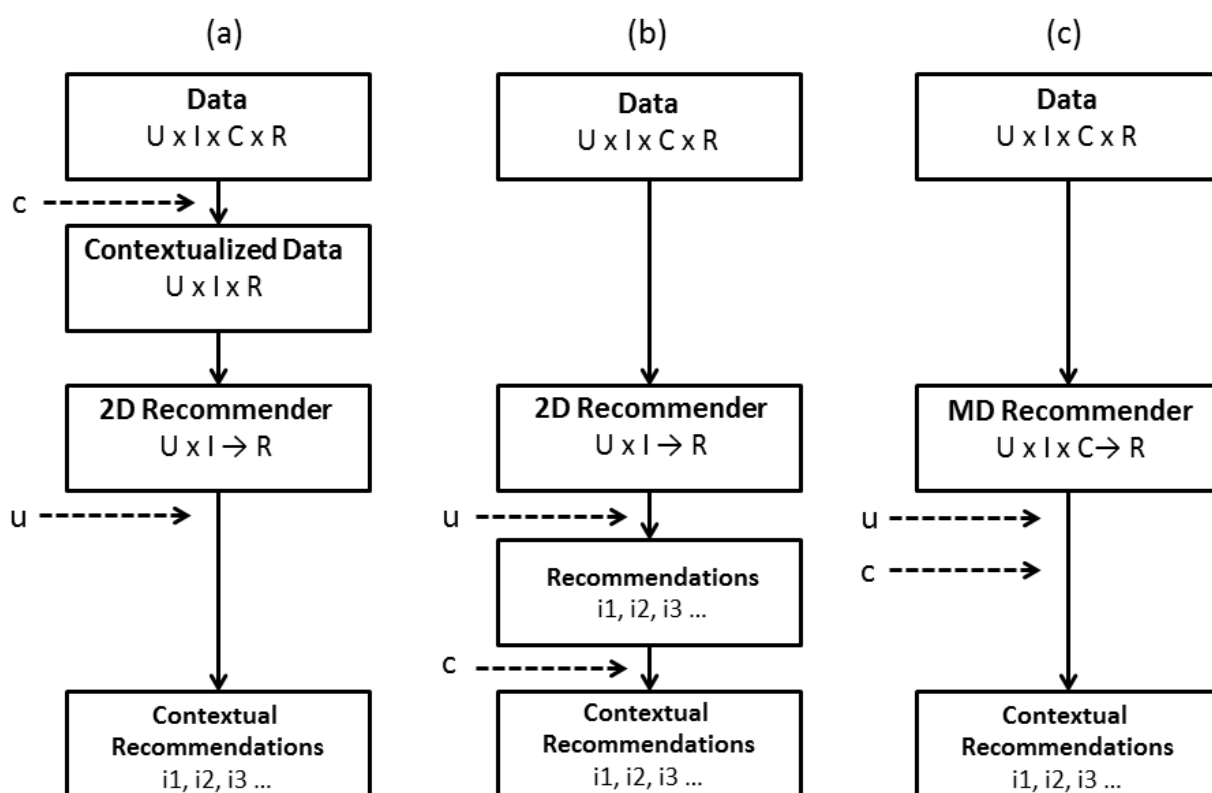 (a)
Data
U x I x C x R
c
Contextualized Data
U x I x R
2D Recommender
U x I → R
u
Contextual
Recommendations
i1, i2, i3 ...
(b)
Data
U x I x C x R
2D Recommender
U x I → R
u
Recommendations
i1, i2, i3 ...
c
Contextual
Recommendations
i1, i2, i3 ...
(c)
Data
U x I x C x R
MD Recommender
U x I x C→ R
u
c
Contextual
Recommendations
i1, i2, i3 ...